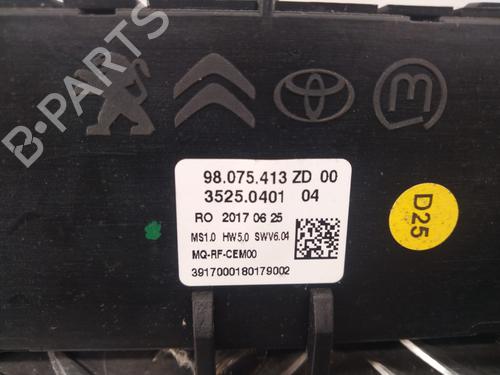 B-PARTS
98.075.413 ZD 00
3525.0401 04
RO 2017 06 25
MS1.0 HW5.0 SWV6.04
MQ-RF-CEM00
3917000180179002
D25